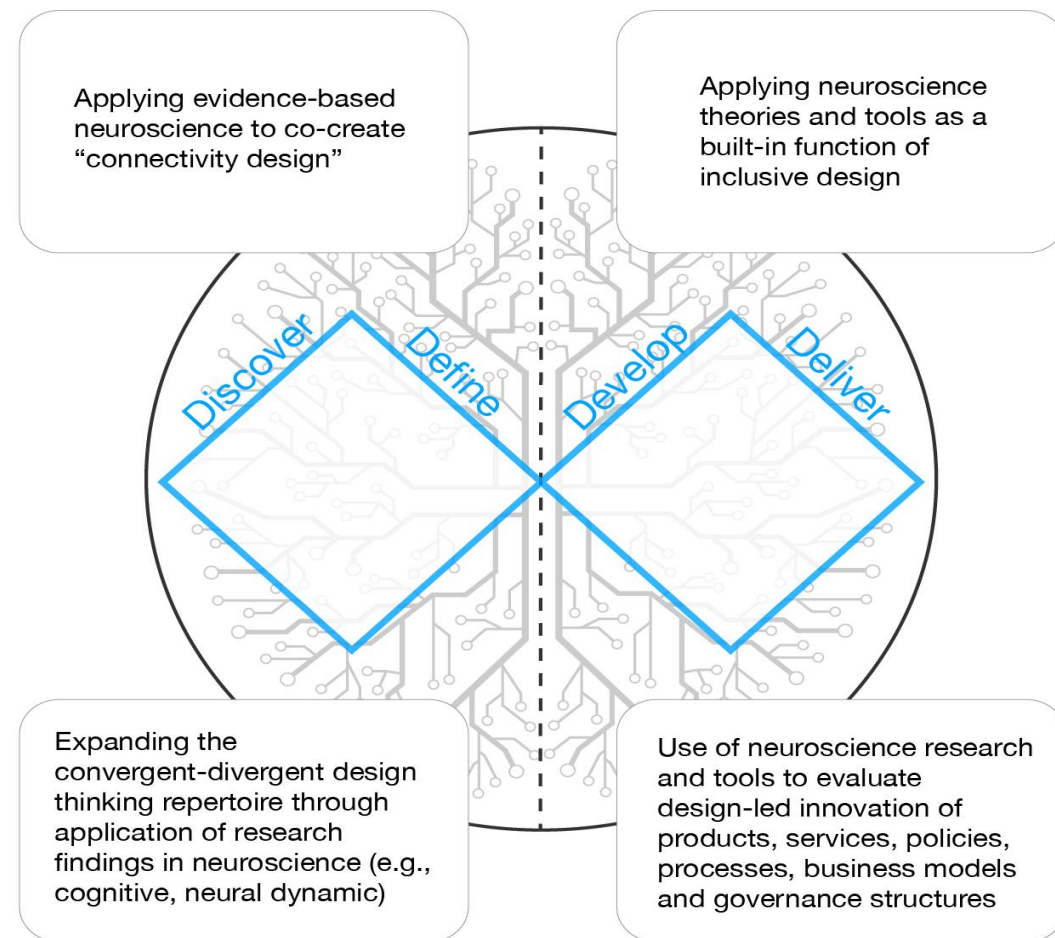 Applying evidence-based
neuroscience to co-create
“connectivity design”
Applying neuroscience
theories and tools as a
built-in function of
inclusive design
Discover
Define
Develop
Deliver
Expanding the
convergent-divergent design
thinking repertoire through
application of research
findings in neuroscience (e.g.,
cognitive, neural dynamic)
Use of neuroscience research
and tools to evaluate
design-led innovation of
products, services, policies,
processes, business models
and governance structures